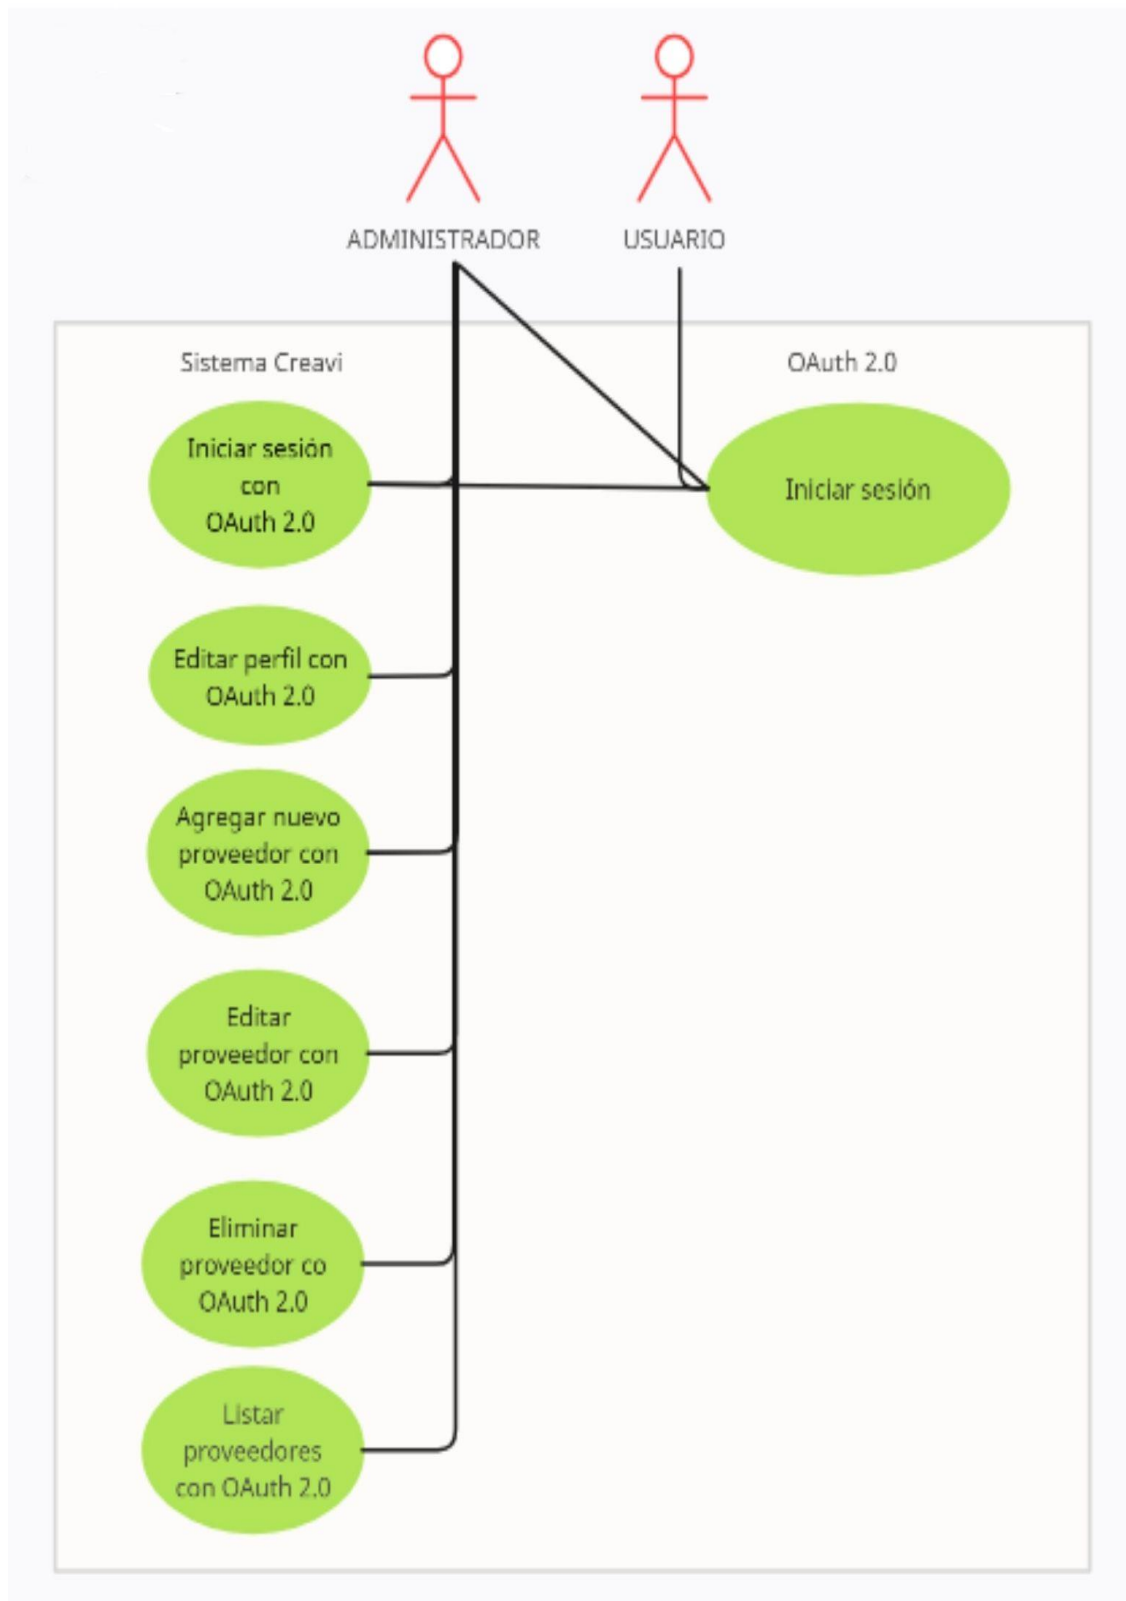 ADMINISTRADOR
USUARIO
Sistema Creavi
OAuth 2.0
Iniciar sesión
con
OAuth 2.0
Iniciar sesión
Editar perfil con
OAuth 2.0
Agregar nuevo
proveedor con
OAuth 2.0
Editar
proveedor con
OAuth 2.0
Eliminar
proveedor co
OAuth 2.0
Listar
proveedores
con OAuth 2.0